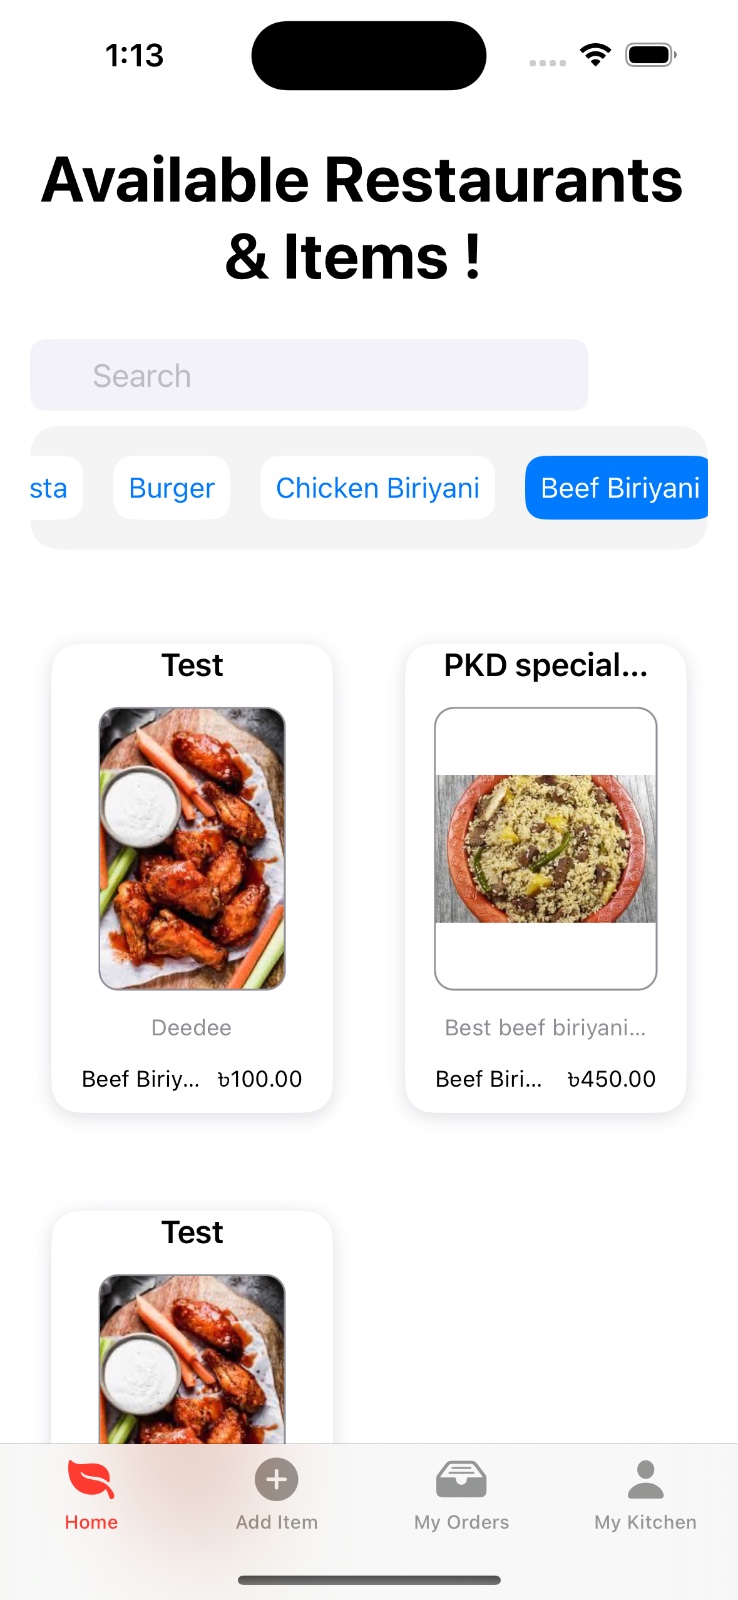 1:13
Available Restaurants
& Items !
Search
sta
Burger
Chicken Biriyani
Beef Biriyani
Test
PKD special...
Deedee
Best beef biriyani...
Beef Biriy... ৳100.00
Beef Biri... ৳450.00
Test
Home
Add Item
My Orders
My Kitchen